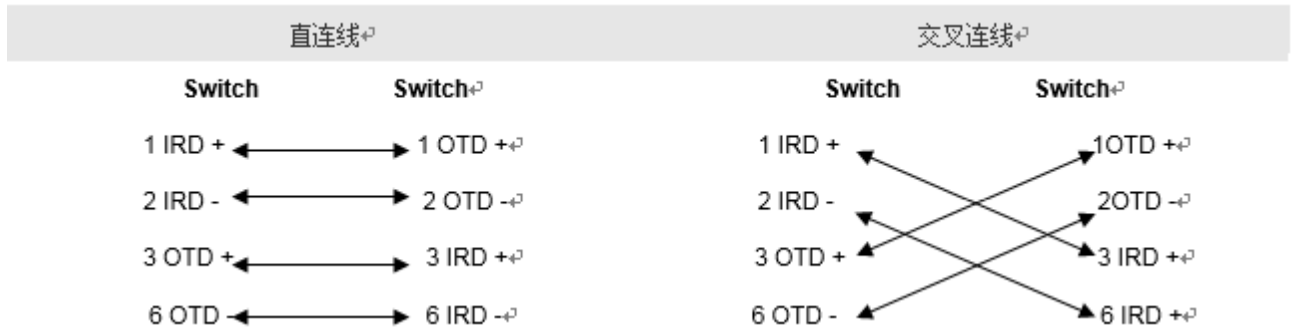 直连线 交叉连线
Switch Switch Switch Switch
1 IRD + 1 OTD + 1 IRD + 1OTD +
2 IRD - 2 OTD - 2 IRD - 2OTD -
3 OTD + 3 IRD + 3 OTD + 3 IRD +
6 OTD - 6 IRD - 6 OTD - 6 IRD +